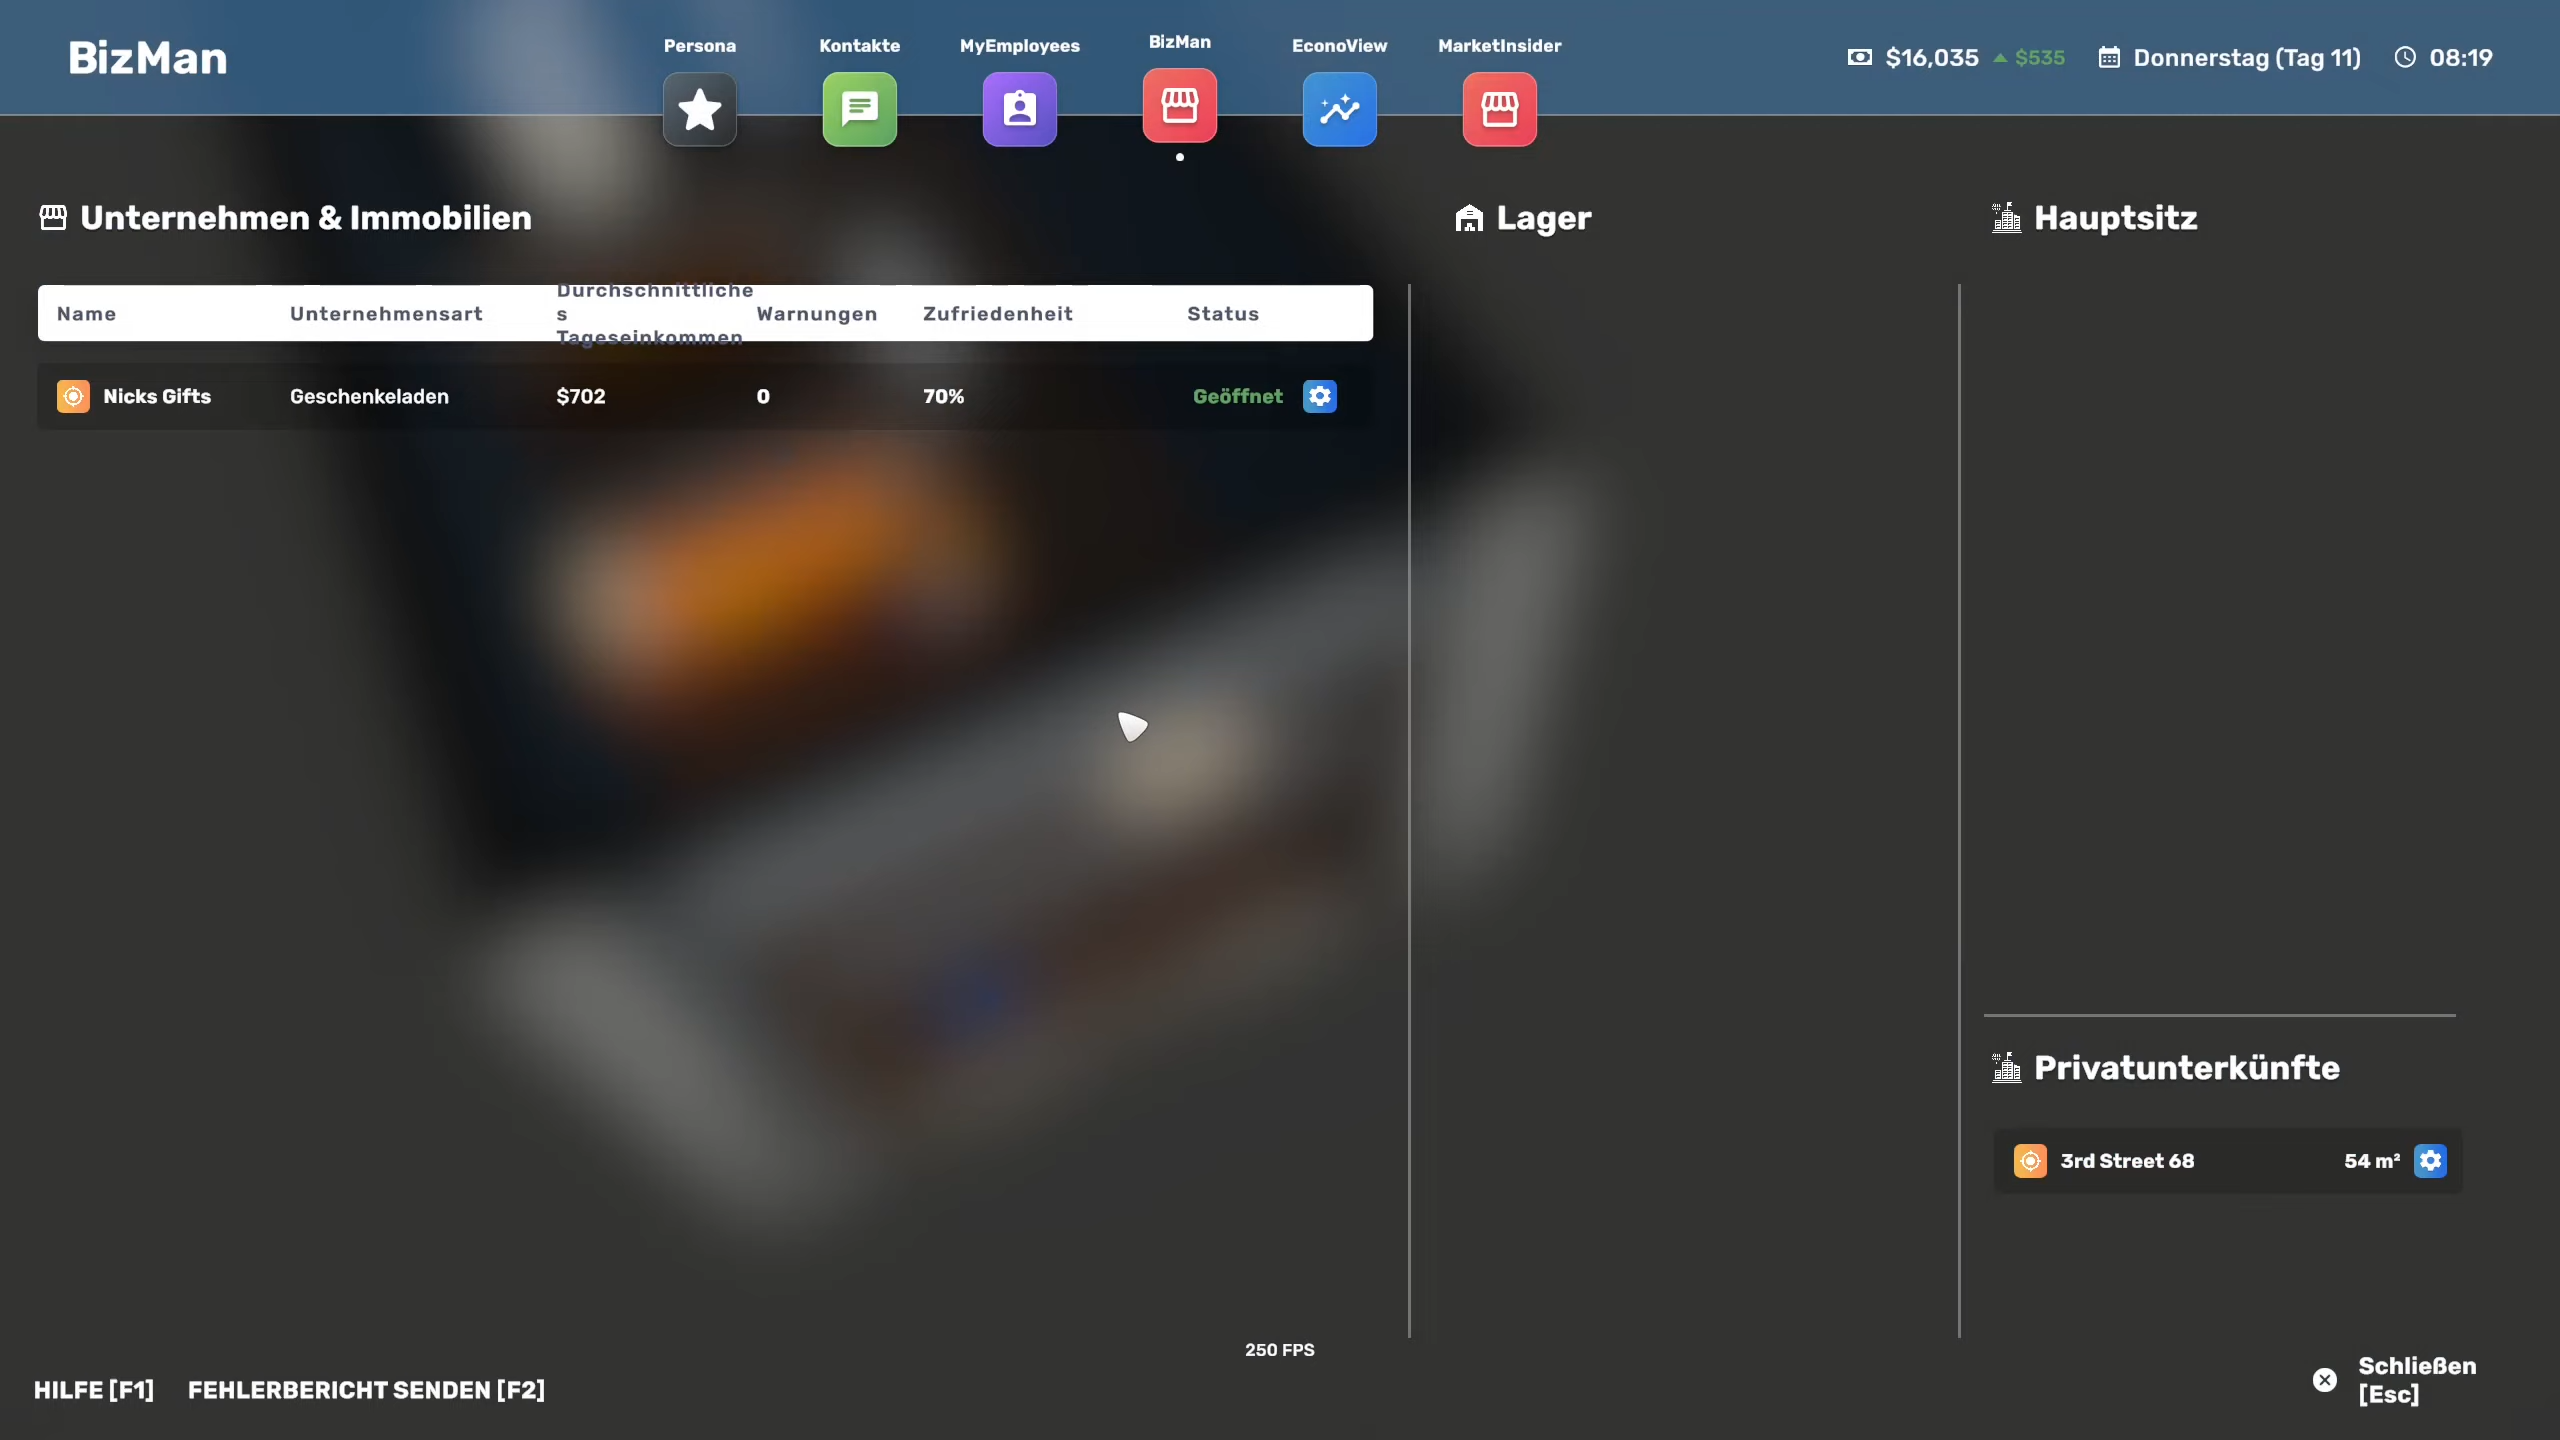 BizMan
Persona
Kontakte
MyEmployees
BizMan
EconoView
MarketInsider
$16,035
$535
Donnerstag (Tag 11)
08:19
Unternehmen & Immobilien
Name
Unternehmensart
Durchschnittliche
s
Tageseinkommen
Warnungen
Zufriedenheit
Status
Nicks Gifts
Geschenkeladen
$702
0
70%
Geöffnet
Lager
Hauptsitz
Privatunterkünfte
3rd Street 68
54 m²
250 FPS
HILFE [F1]
FEHLERBERICHT SENDEN [F2]
Schließen
[Esc]